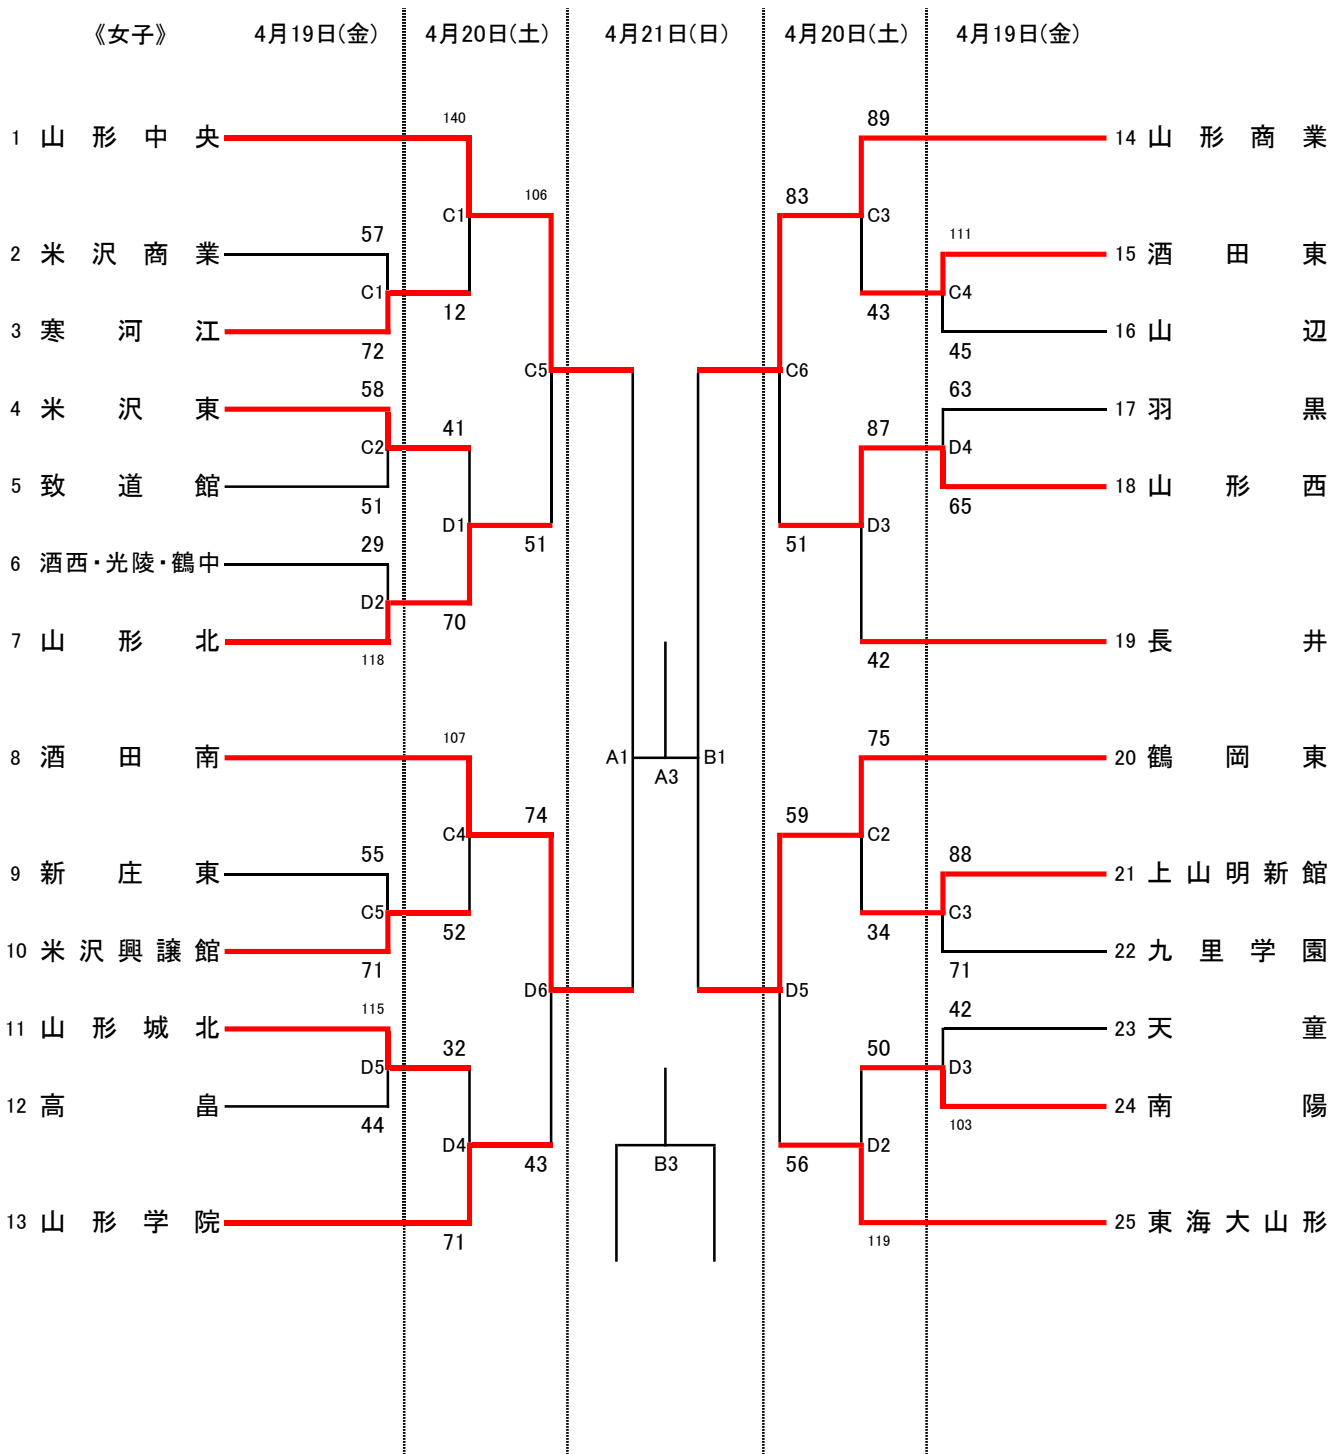 《女子》 4月19日(金) 4月20日(土) 4月21日(日) 4月20日(土) 4月19日(金)
140 89
1 山形中央 14 山形商業
106 83
C1 C3
57 111
2 米沢商業 15 酒田東
C1 C4
12 43
3 寒河江 16 山辺
72 45
C5 C6
58 63
4 米沢東 17 羽黒
41 87
C2 D4
5 致道館 18 山形西
51 65
D1 D3
29 51 51
6 酒西・光陵・鶴中
D2
70
7 山形北 19 長井
118 42
107 75
8 酒田南 A1 A3 B1 20 鶴岡東
74 59
C4 C2
55 88
9 新庄東 21 上山明新館
C5 C3
52 34
10 米沢興譲館 22 九里学園
71 71
D6 D5
115 42
11 山形城北 23 天童
32 50
D5 D3
12 高畠 24 南陽
44 103
D4 D2
43 B3 56
13 山形学院 25 東海大山形
71 119